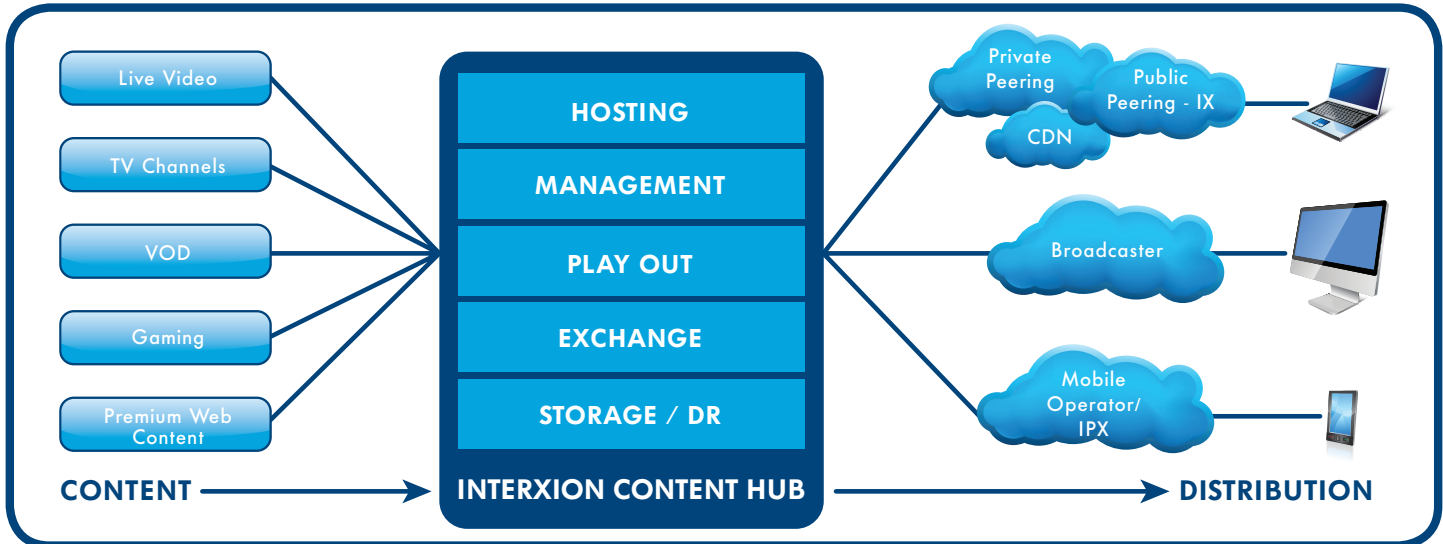 Live Video
TV Channels
VOD
Gaming
Premium Web
Content
HOSTING
MANAGEMENT
PLAY OUT
EXCHANGE
STORAGE / DR
Private
Peering
Public
Peering - IX
CDN
Broadcaster
Mobile
Operator/
IPX
CONTENT
INTERXION CONTENT HUB
DISTRIBUTION